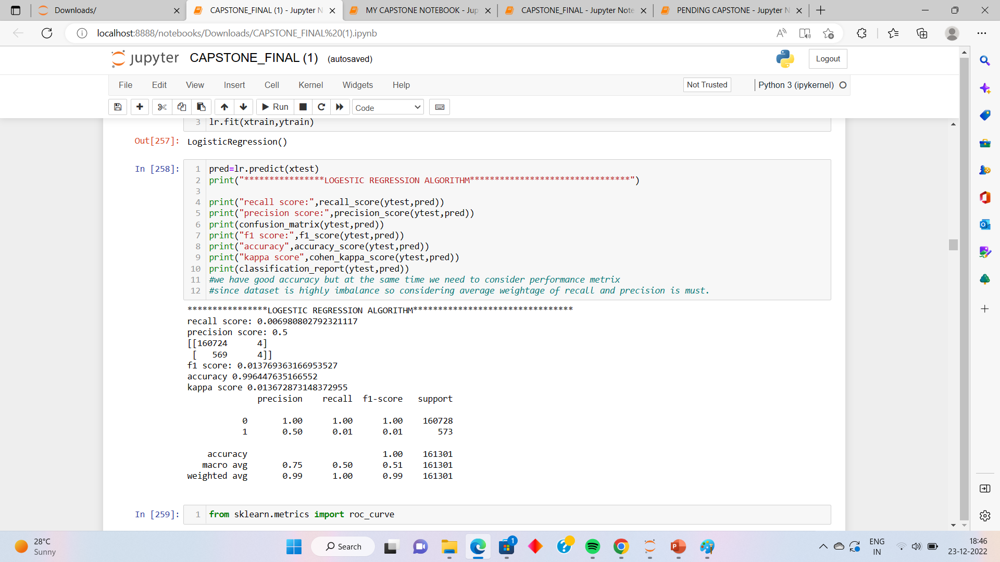 Downloads/
CAPSTONE_FINAL (1) - Jupyter N
MY CAPSTONE NOTEBOOK - Jup
CAPSTONE_FINAL - Jupyter Note
PENDING CAPSTONE - Jupyter N
localhost:8888/notebooks/Downloads/CAPSTONE_FINAL%20(1).ipynb
jupyter CAPSTONE_FINAL (1) (autosaved)
Logout
File Edit View Insert Cell Kernel Widgets Help
Not Trusted
Python 3 (ipykernel)
Run
Code
3 lr.fit(xtrain,ytrain)
Out[257]: LogisticRegression()
In [258]:
1 pred=lr.predict(xtest)
2 print("****************LOGESTIC REGRESSION ALGORITHM********************************")
3
4 print("recall score:",recall_score(ytest,pred))
5 print("precision score:",precision_score(ytest,pred))
6 print(confusion_matrix(ytest,pred))
7 print("f1 score:",f1_score(ytest,pred))
8 print("accuracy",accuracy_score(ytest,pred))
9 print("kappa score",cohen_kappa_score(ytest,pred))
10 print(classification_report(ytest,pred))
11 #we have good accuracy but at the same time we need to consider performance metrix
12 #since dataset is highly imbalance so considering average weightage of recall and precision is must.
****************LOGESTIC REGRESSION ALGORITHM********************************
recall score: 0.006980802792321117
precision score: 0.5
[[160724      4]
 [   569      4]]
f1 score: 0.013769363166953527
accuracy 0.996447635166552
kappa score 0.013672873148372955
precision recall f1-score support
0 1.00 1.00 1.00 160728
1 0.50 0.01 0.01 573
accuracy 1.00 161301
macro avg 0.75 0.50 0.51 161301
weighted avg 0.99 1.00 0.99 161301
In [259]:
1 from sklearn.metrics import roc_curve
28°C
Sunny
Search
1
ENG
IN
18:46
23-12-2022